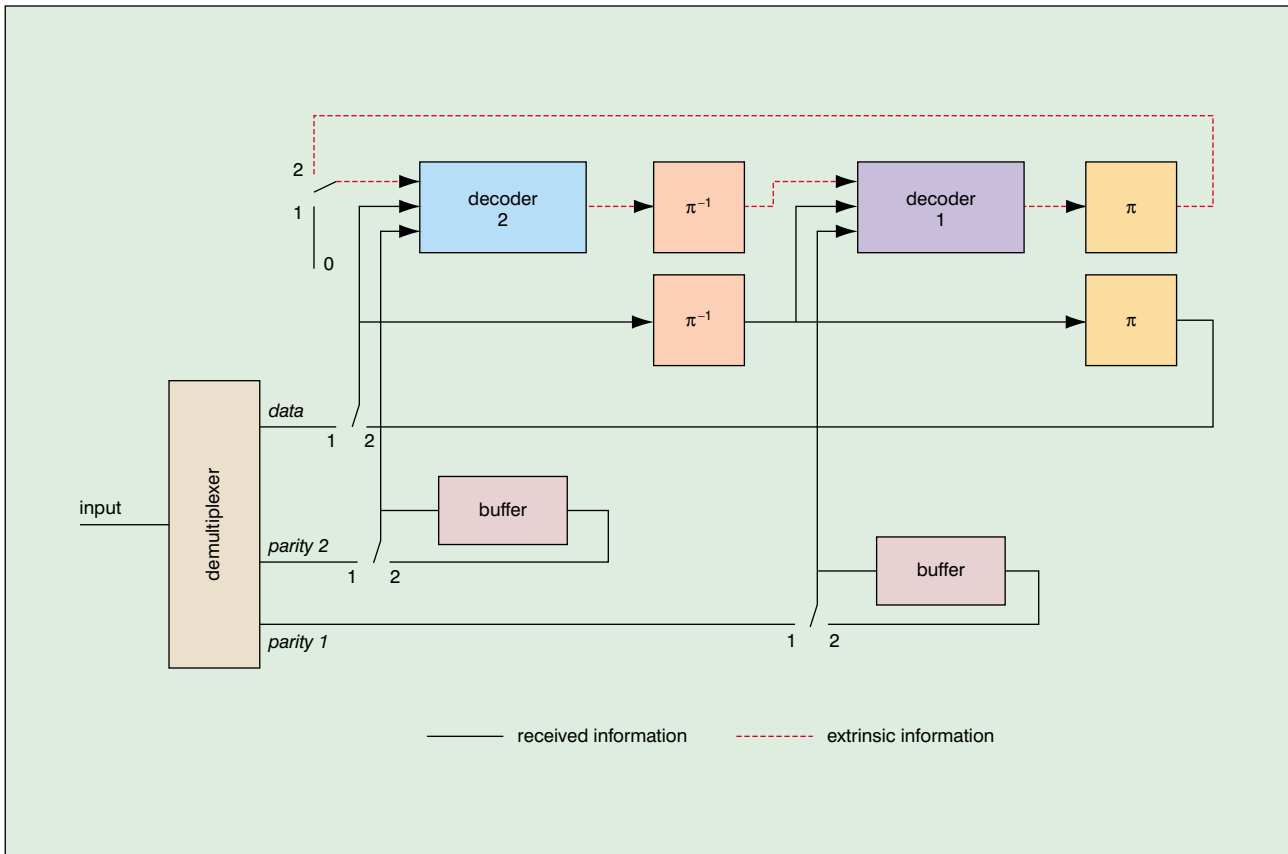 2
1
0
decoder
2
π⁻¹
decoder
1
π
π⁻¹
π
data
1 2
input
demultiplexer
parity 2
1 2
buffer
buffer
parity 1
1 2
received information
extrinsic information